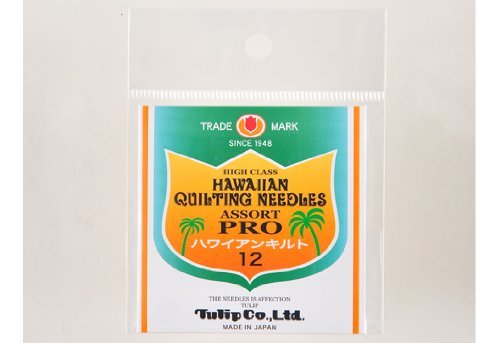 TRADE MARK
SINCE 1948
HIGH CLASS
HAWAIIAN
QUILTING NEEDLES
ASSORT
PRO
ハワイアンキルト
12
THE NEEDLES IS AFFECTION
TULIP
Tulip Co.,Ltd.
MADE IN JAPAN